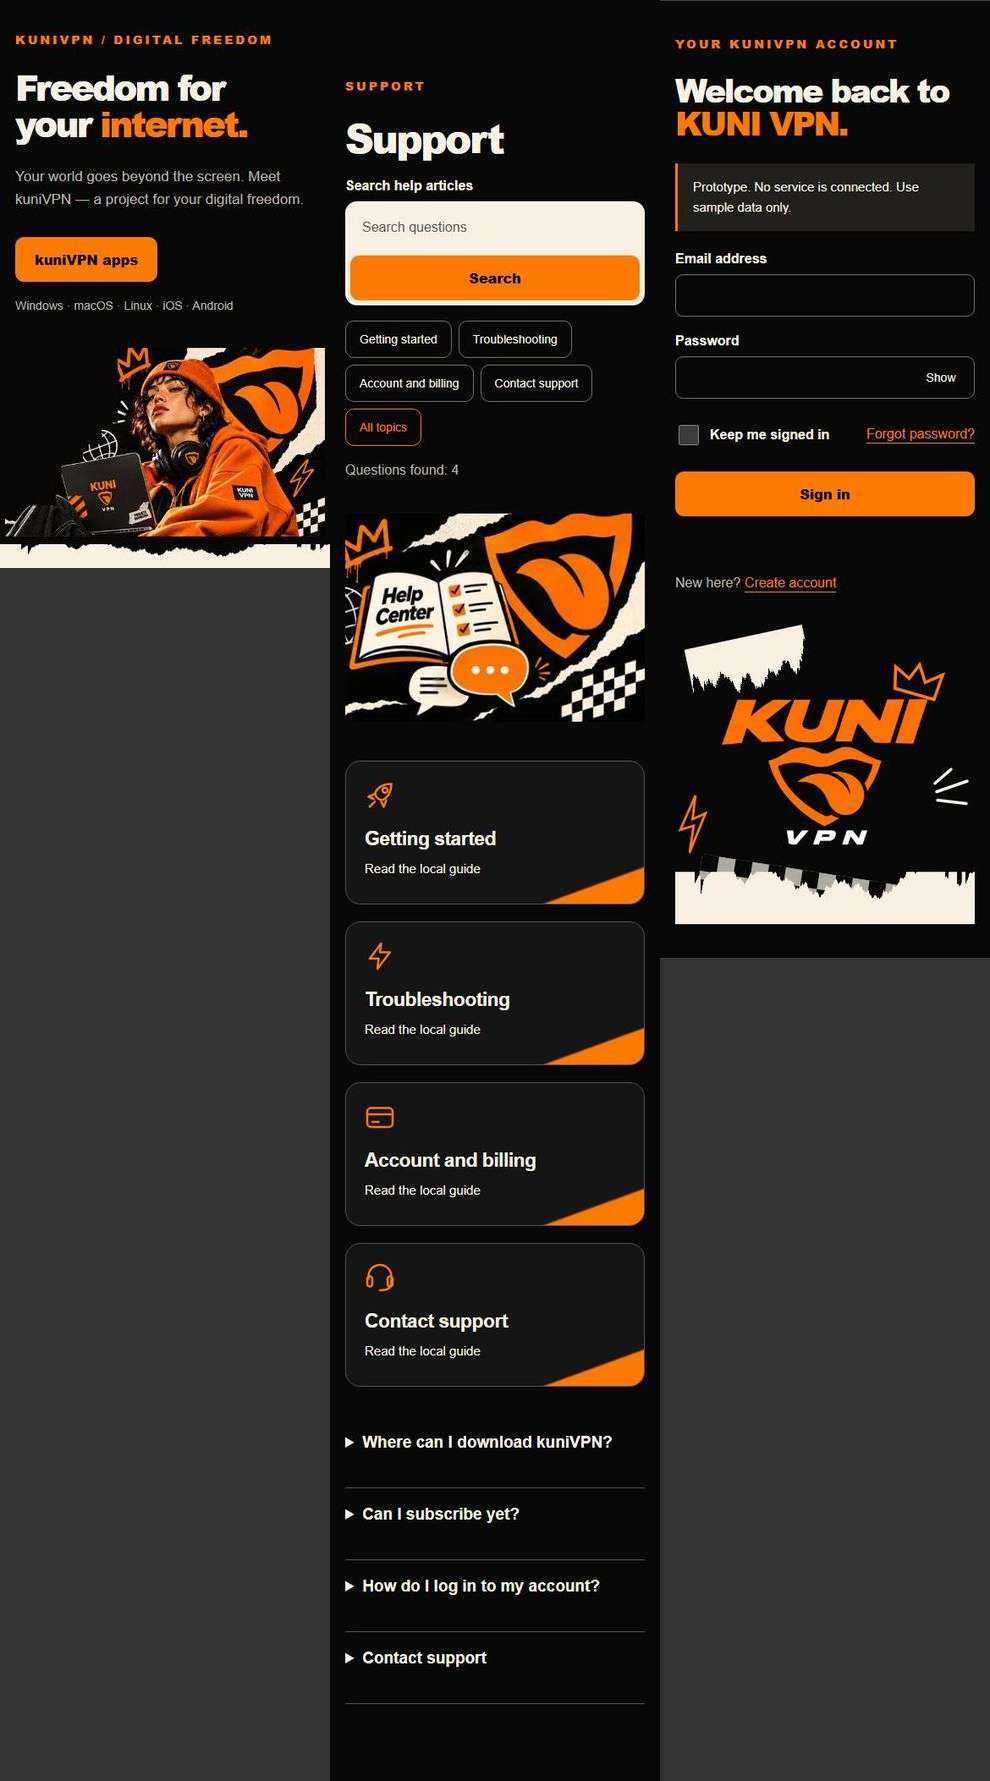 KUNIVPN / DIGITAL FREEDOM
Freedom for
your internet.
Your world goes beyond the screen. Meet
kuniVPN — a project for your digital freedom.
kuniVPN apps
Windows · macOS · Linux · iOS · Android
KUNI
VPN
KUNI
VPN
SUPPORT
Support
Search help articles
Search questions
Search
Getting started
Troubleshooting
Account and billing
Contact support
All topics
Questions found: 4
Help
Center
Getting started
Read the local guide
Troubleshooting
Read the local guide
Account and billing
Read the local guide
Contact support
Read the local guide
Where can I download kuniVPN?
Can I subscribe yet?
How do I log in to my account?
Contact support
YOUR KUNIVPN ACCOUNT
Welcome back to
KUNI VPN.
Prototype. No service is connected. Use
sample data only.
Email address
Password
Show
Keep me signed in
Forgot password?
Sign in
New here? Create account
KUNI
VPN